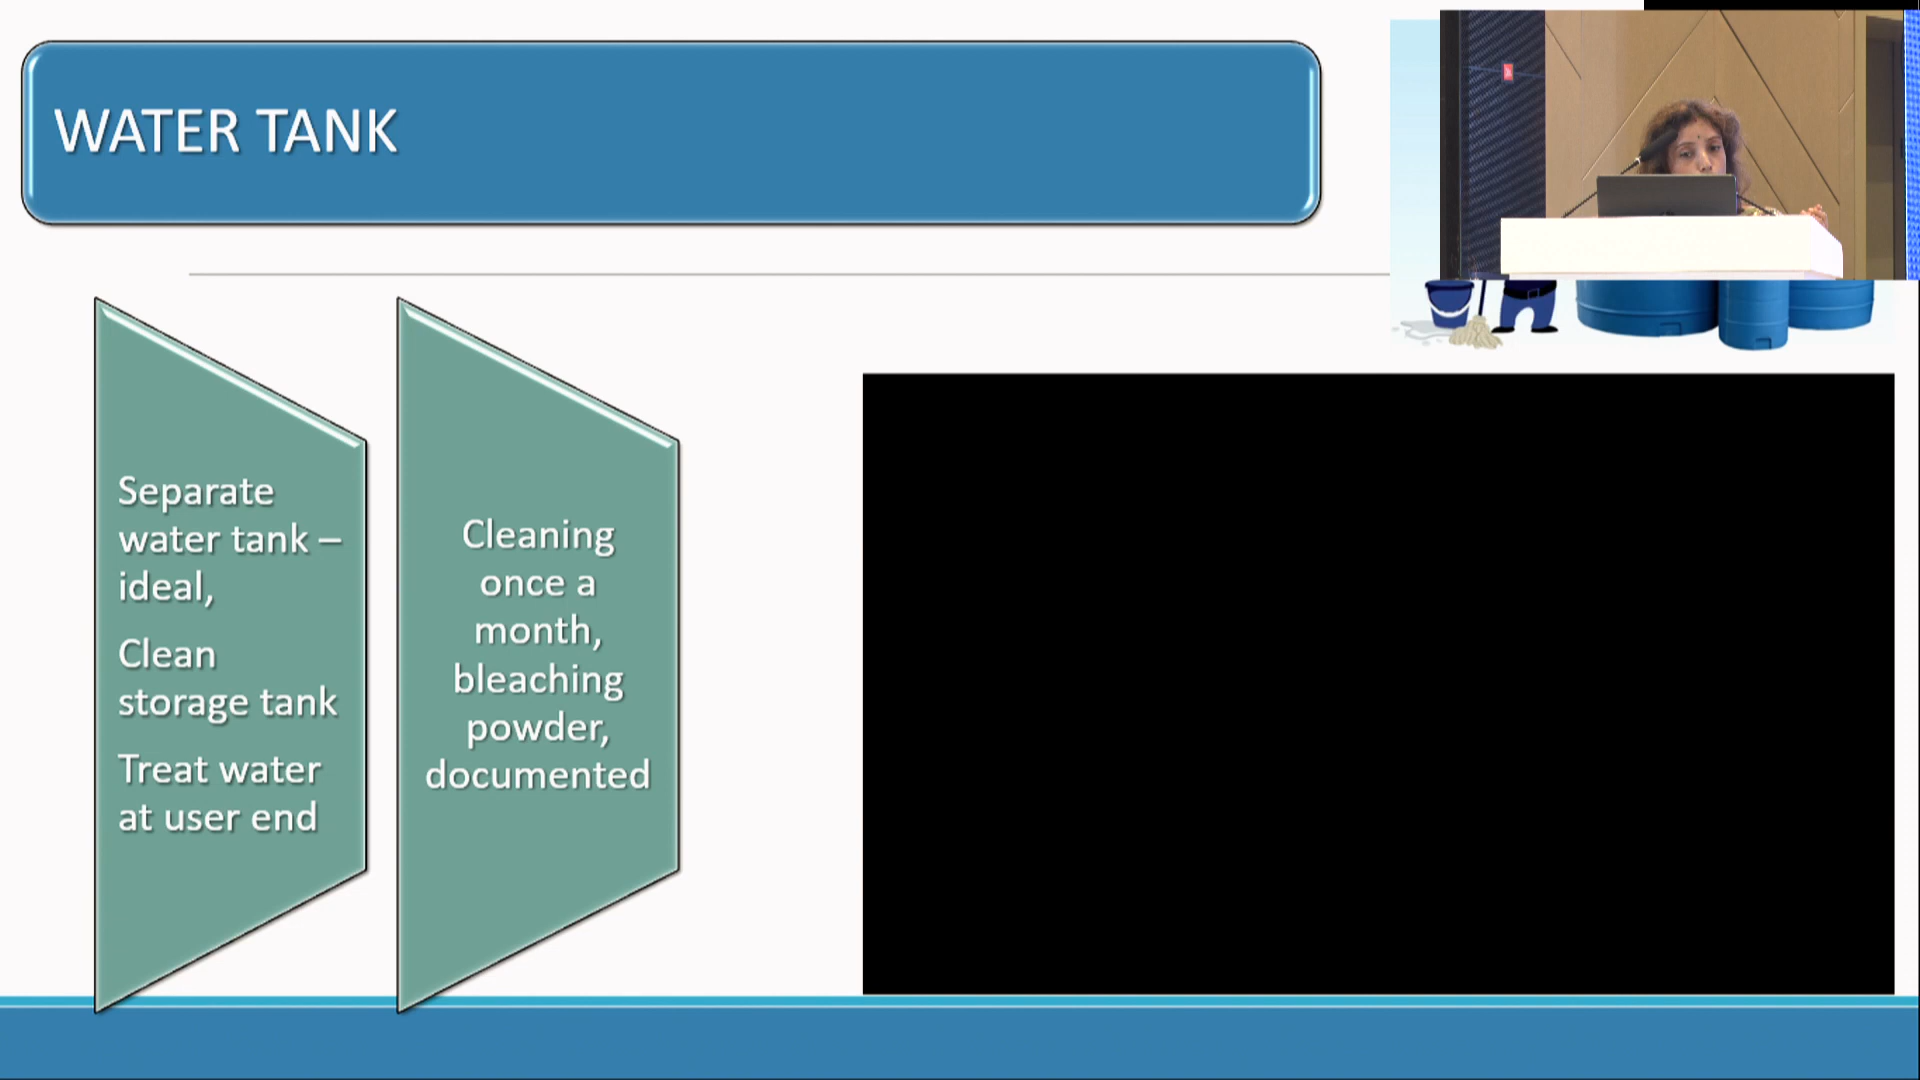 WATER TANK
Separate
water tank –
ideal,
Clean
storage tank
Treat water
at user end
Cleaning
once a
month,
bleaching
powder,
documented